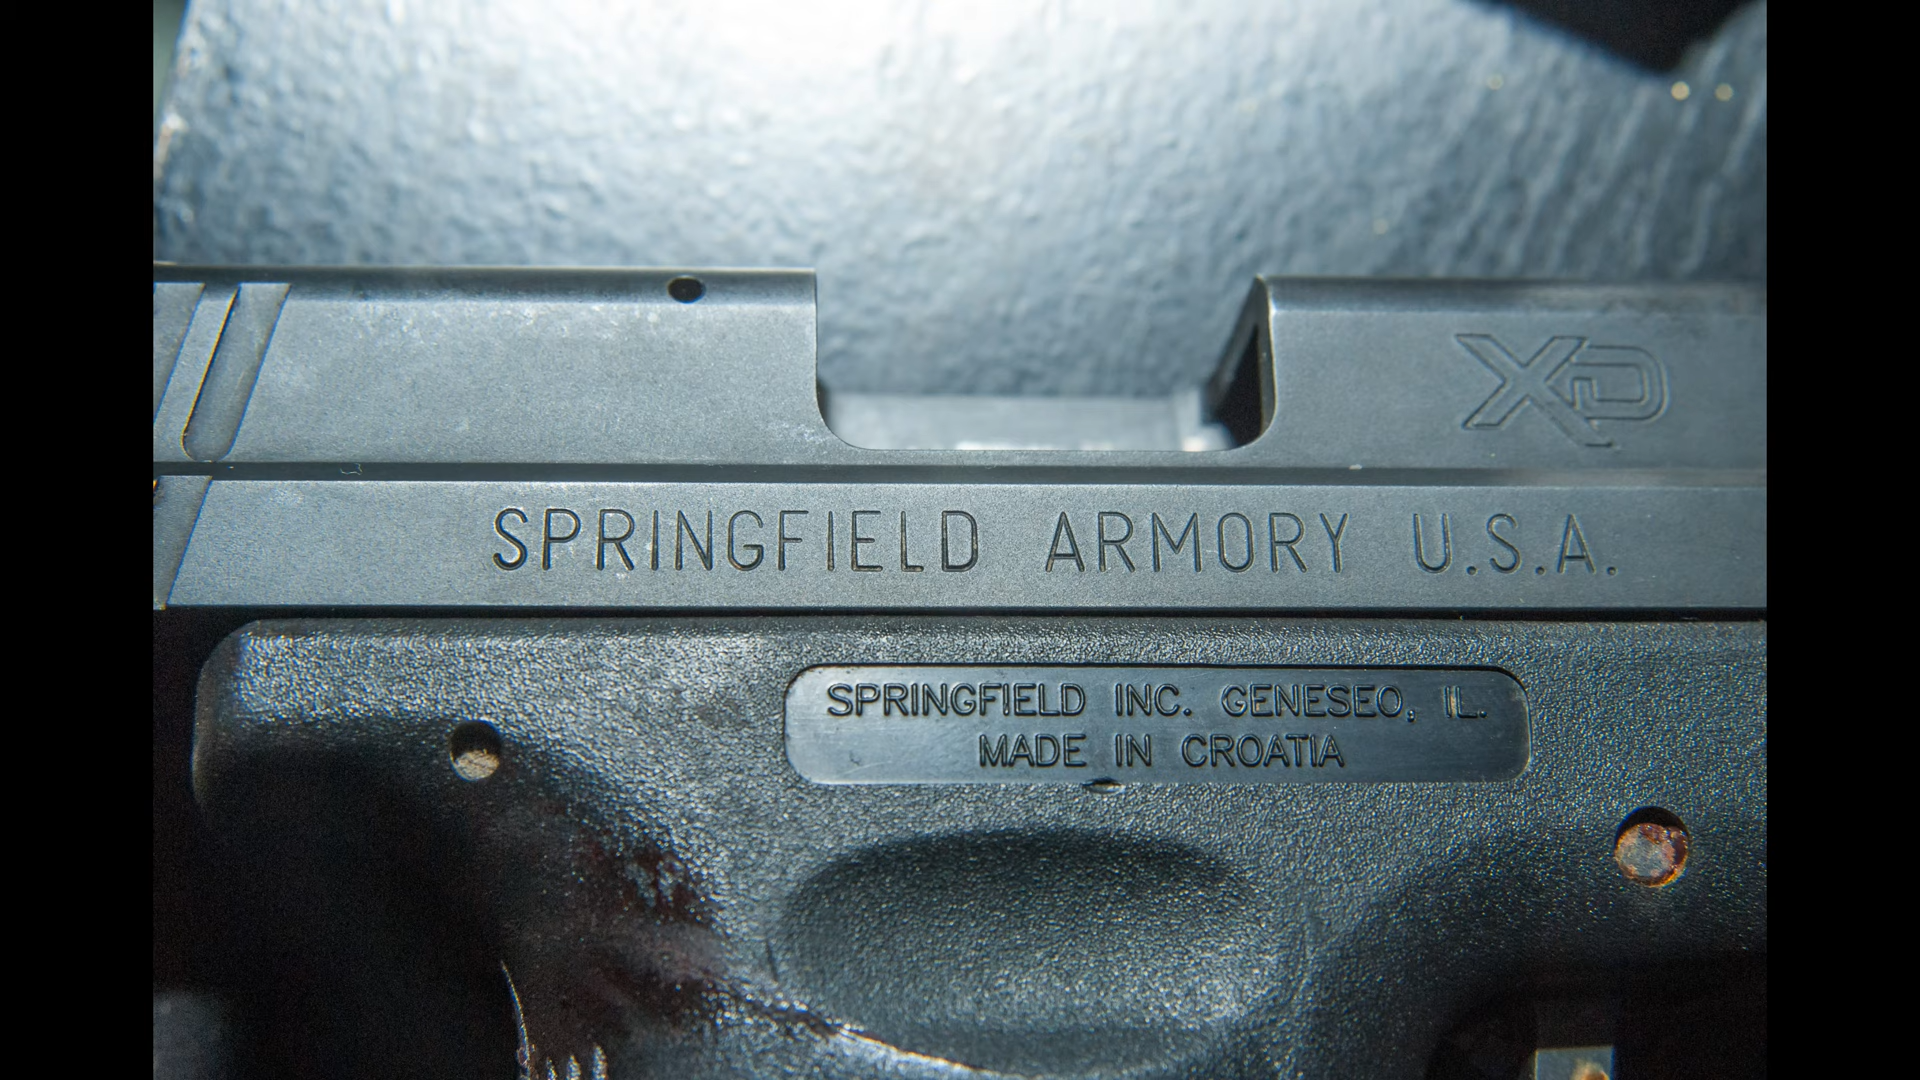 XD
SPRINGFIELD ARMORY U.S.A.
SPRINGFIELD INC. GENESEO, IL.
MADE IN CROATIA